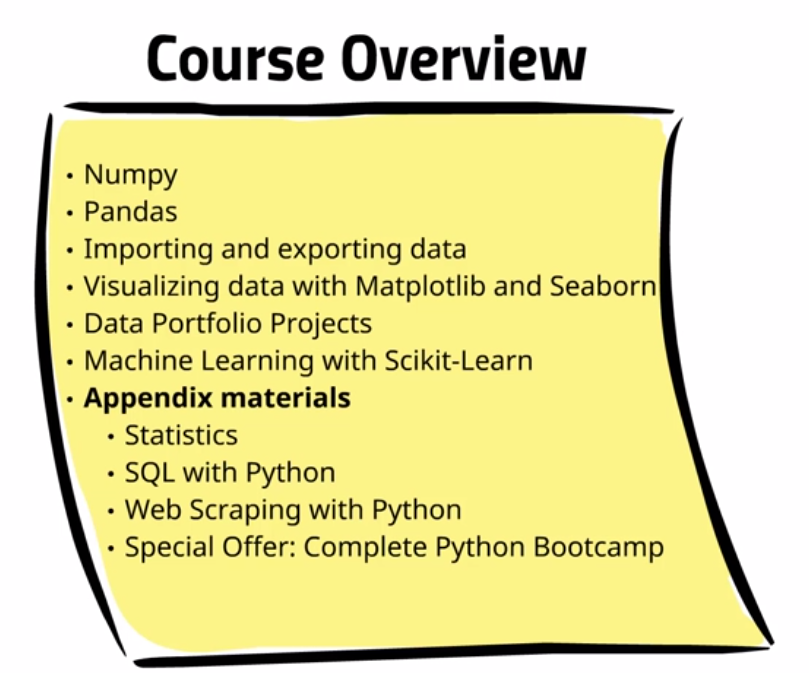 Course Overview
• Numpy
• Pandas
• Importing and exporting data
• Visualizing data with Matplotlib and Seaborn
• Data Portfolio Projects
• Machine Learning with Scikit-Learn
• Appendix materials
• Statistics
• SQL with Python
• Web Scraping with Python
• Special Offer: Complete Python Bootcamp